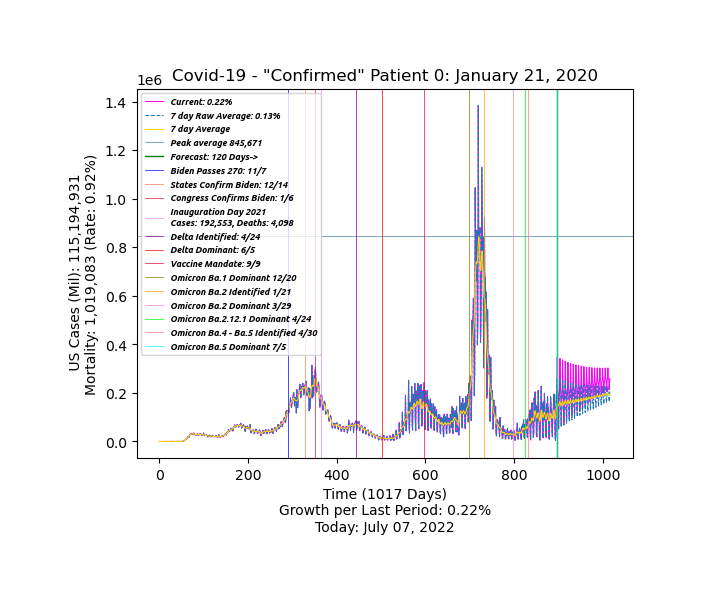 Covid-19 - "Confirmed" Patient 0: January 21, 2020
1e6
Current: 0.22%
7 day Raw Average: 0.13%
7 day Average
Peak average 845,671
Forecast: 120 Days->
Biden Passes 270: 11/7
States Confirm Biden: 12/14
Congress Confirms Biden: 1/6
Inauguration Day 2021
Cases: 192,553, Deaths: 4,098
Delta Identified: 4/24
Delta Dominant: 6/5
Vaccine Mandate: 9/9
Omicron Ba.1 Dominant 12/20
Omicron Ba.2 Identified 1/21
Omicron Ba.2 Dominant 3/29
Omicron Ba.2.12.1 Dominant 4/24
Omicron Ba.4 - Ba.5 Identified 4/30
Omicron Ba.5 Dominant 7/5
1.4
1.2
1.0
0.8
0.6
0.4
0.2
0.0
US Cases (Mil): 115,194,931
Mortality: 1,019,083 (Rate: 0.92%)
0 200 400 600 800 1000
Time (1017 Days)
Growth per Last Period: 0.22%
Today: July 07, 2022